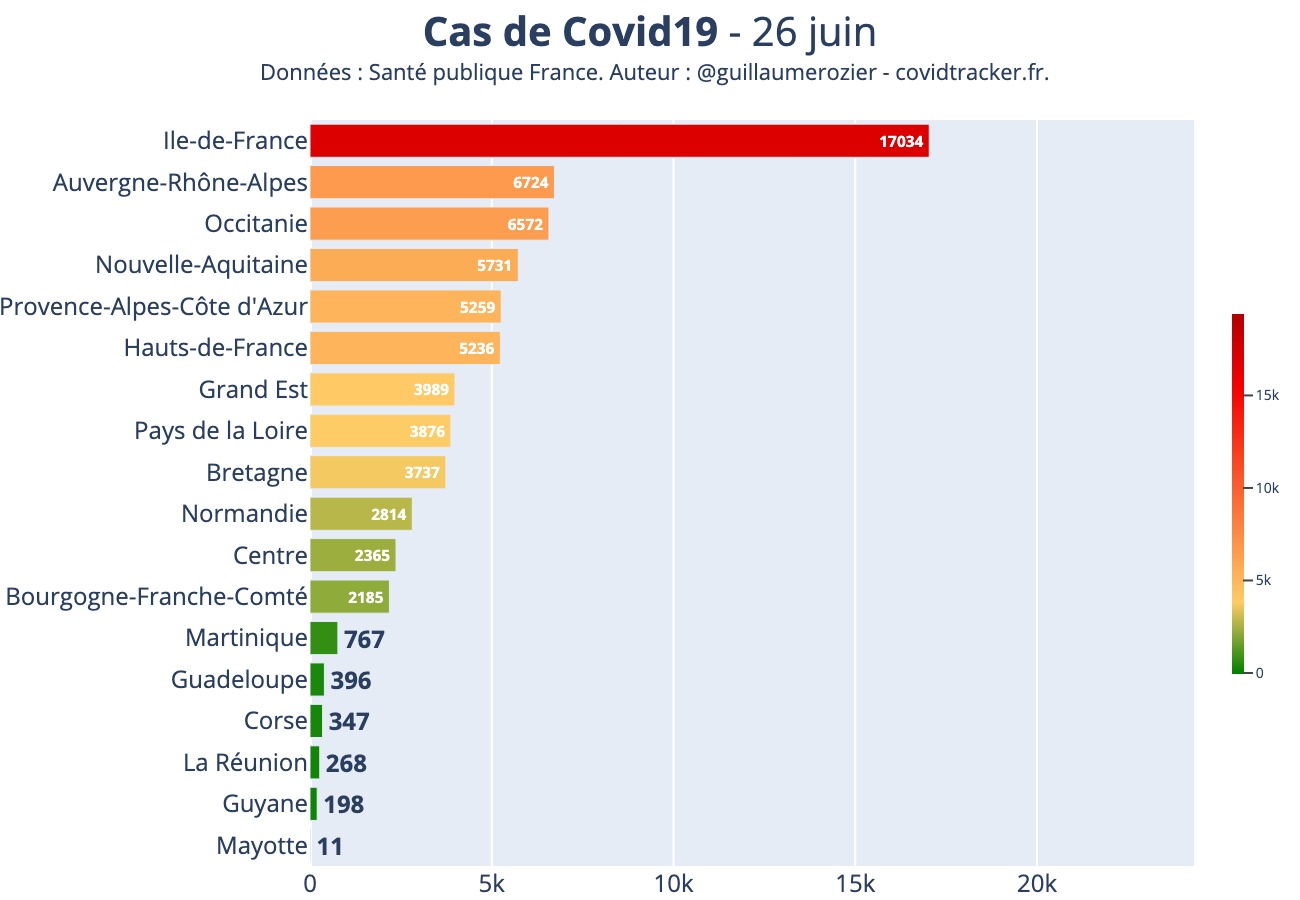 Cas de Covid19 - 26 juin
Données : Santé publique France. Auteur : @guillaumerozier - covidtracker.fr.
Ile-de-France 17034
Auvergne-Rhône-Alpes 6724
Occitanie 6572
Nouvelle-Aquitaine 5731
Provence-Alpes-Côte d'Azur 5259
Hauts-de-France 5236
Grand Est 3989
Pays de la Loire 3876
Bretagne 3737
Normandie 2814
Centre 2365
Bourgogne-Franche-Comté 2185
Martinique 767
Guadeloupe 396
Corse 347
La Réunion 268
Guyane 198
Mayotte 11
0 5k 10k 15k 20k
15k
10k
5k
0